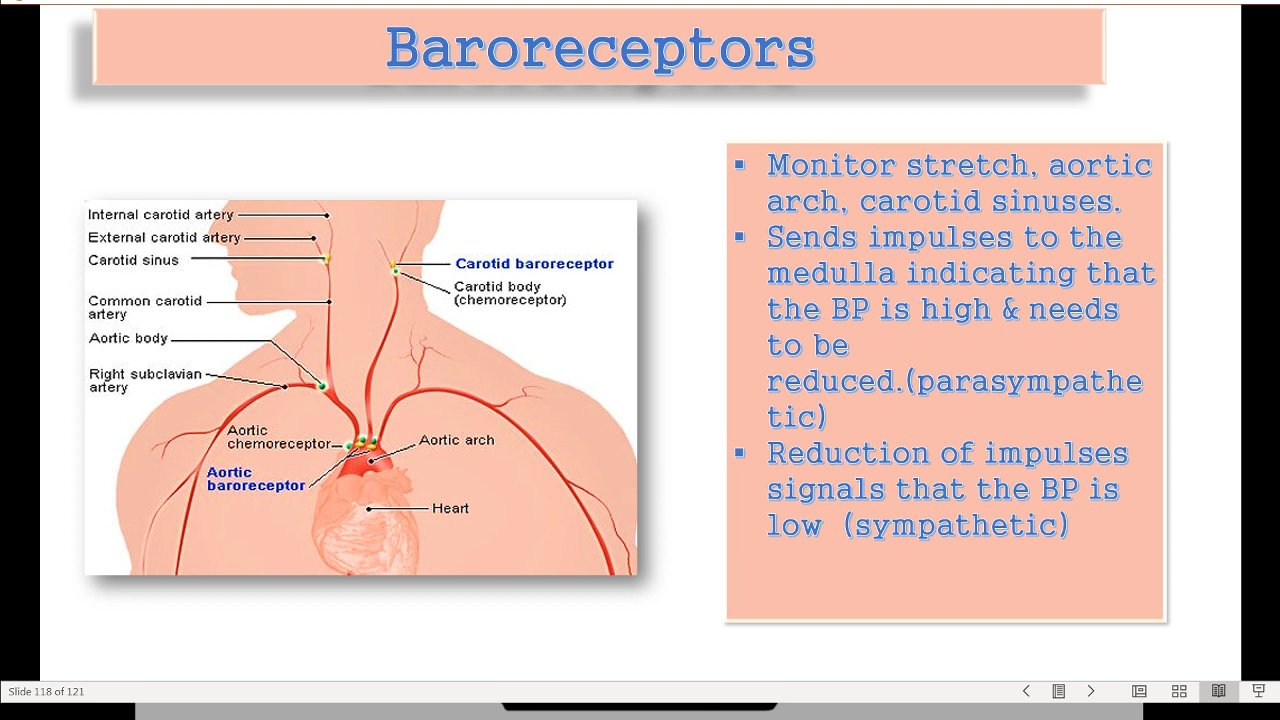 Baroreceptors
Internal carotid artery
External carotid artery
Carotid sinus
Common carotid
artery
Aortic body
Right subclavian
artery
Aortic
chemoreceptor
Aortic
baroreceptor
Carotid baroreceptor
Carotid body
(chemoreceptor)
Aortic arch
Heart
▪ Monitor stretch, aortic
arch, carotid sinuses.
▪ Sends impulses to the
medulla indicating that
the BP is high & needs
to be
reduced.(parasympathe
tic)
▪ Reduction of impulses
signals that the BP is
low (sympathetic)
Slide 118 of 121